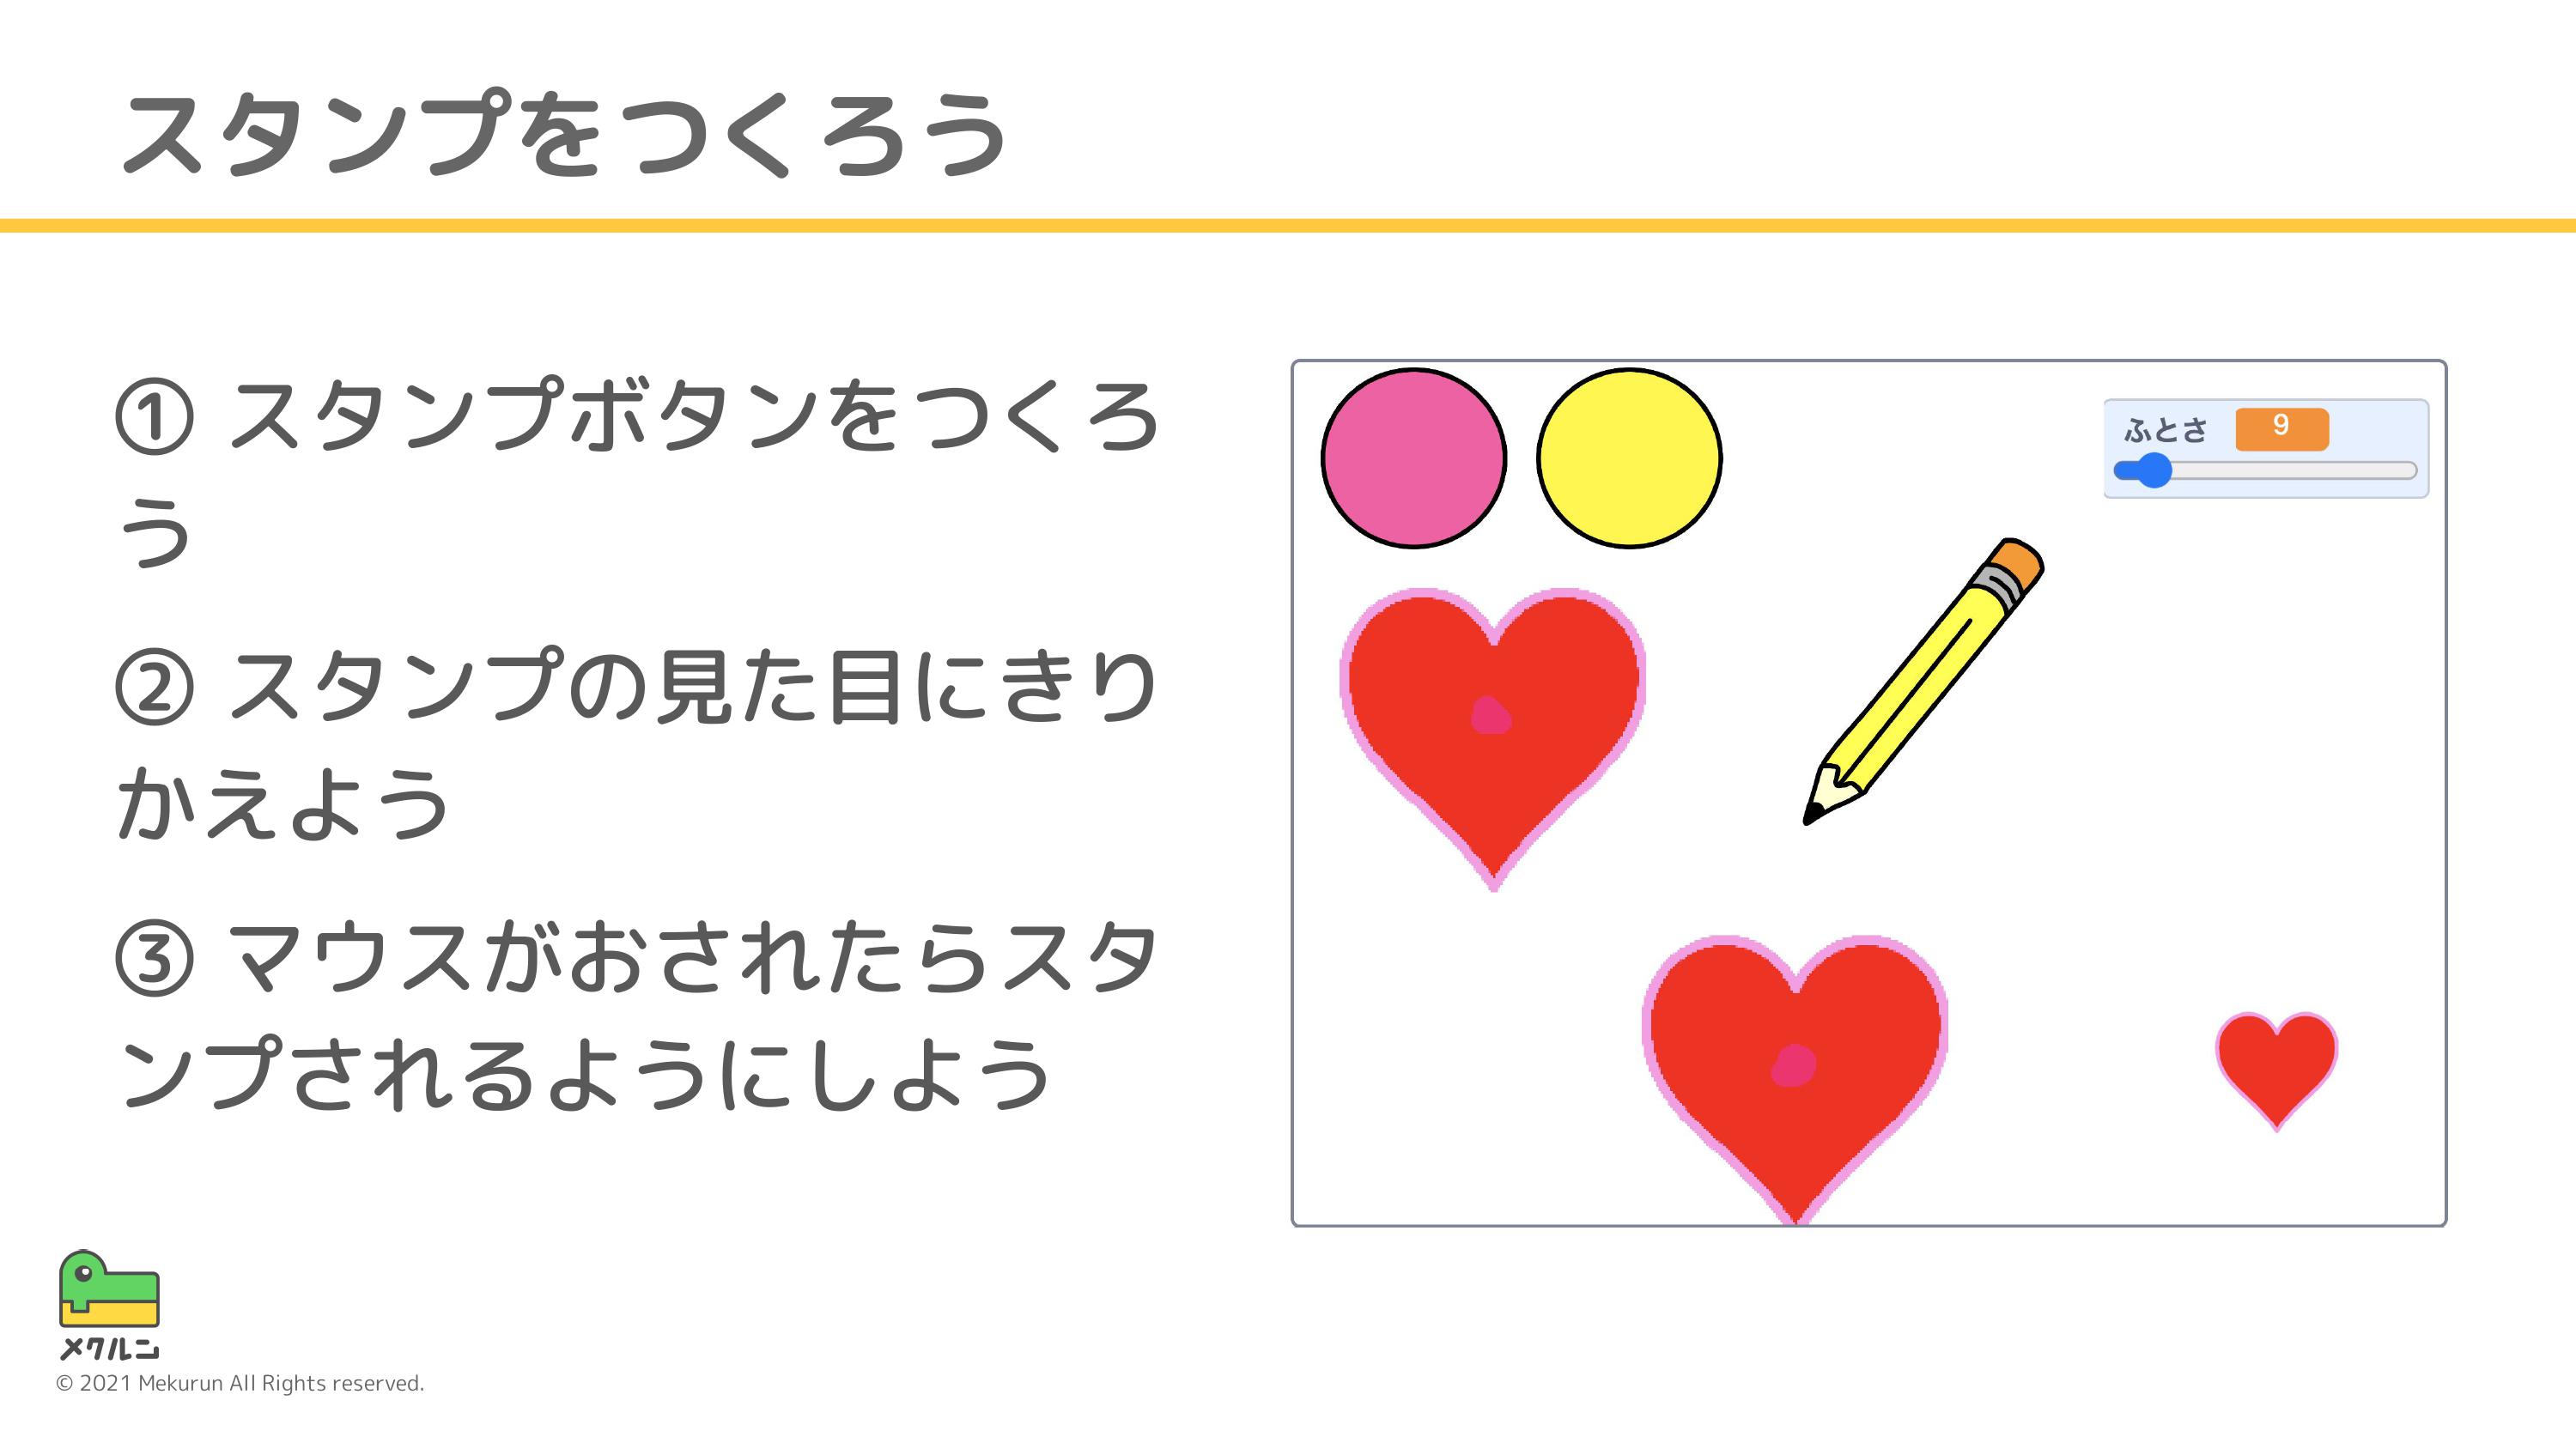 スタンプをつくろう
① スタンプボタンをつくろ
う
② スタンプの見た目にきり
かえよう
③ マウスがおされたらスタ
ンプされるようにしよう
ふとさ 9
メクルン
© 2021 Mekurun All Rights reserved.